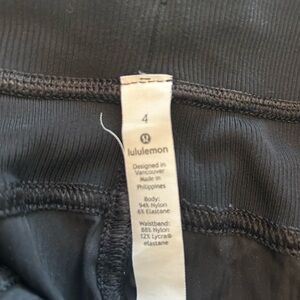 4
lululemon
Designed in
Vancouver
Made in
Philippines
Body:
94% Nylon
6% Elastane
Waistband:
88% Nylon
12% Lycra®
elastane